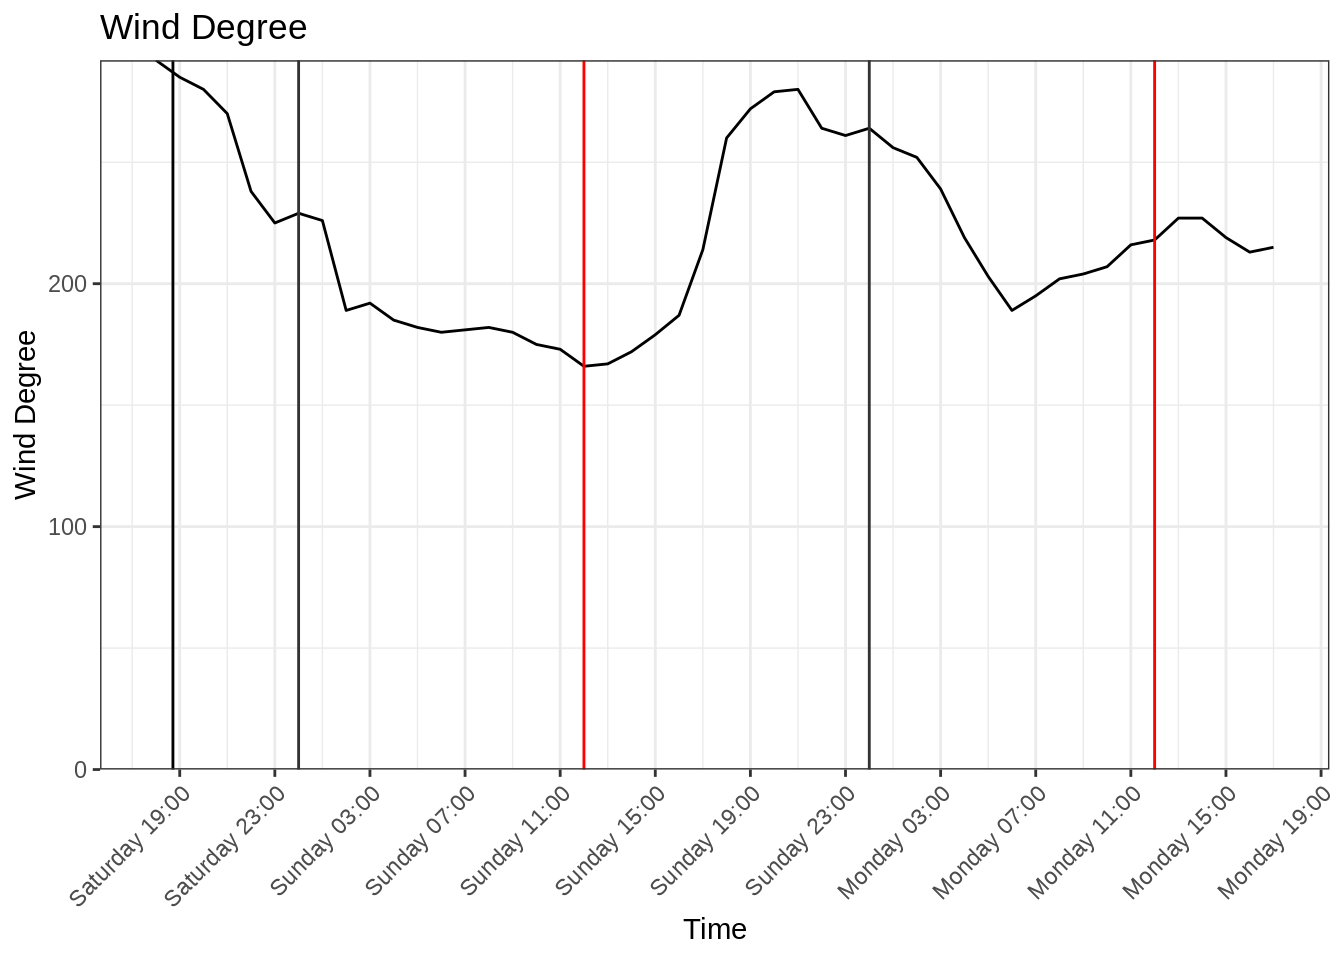 Wind Degree
Wind Degree
200
100
0
Saturday 19:00
Saturday 23:00
Sunday 03:00
Sunday 07:00
Sunday 11:00
Sunday 15:00
Sunday 19:00
Sunday 23:00
Monday 03:00
Monday 07:00
Monday 11:00
Monday 15:00
Monday 19:00
Time